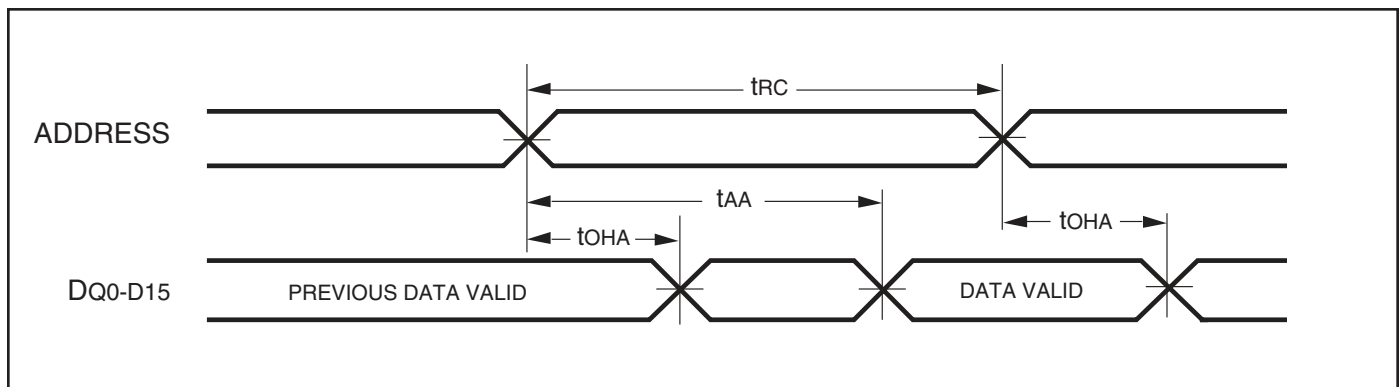 tRC
ADDRESS
tAA
tOHA
tOHA
DQ0-D15
PREVIOUS DATA VALID
DATA VALID